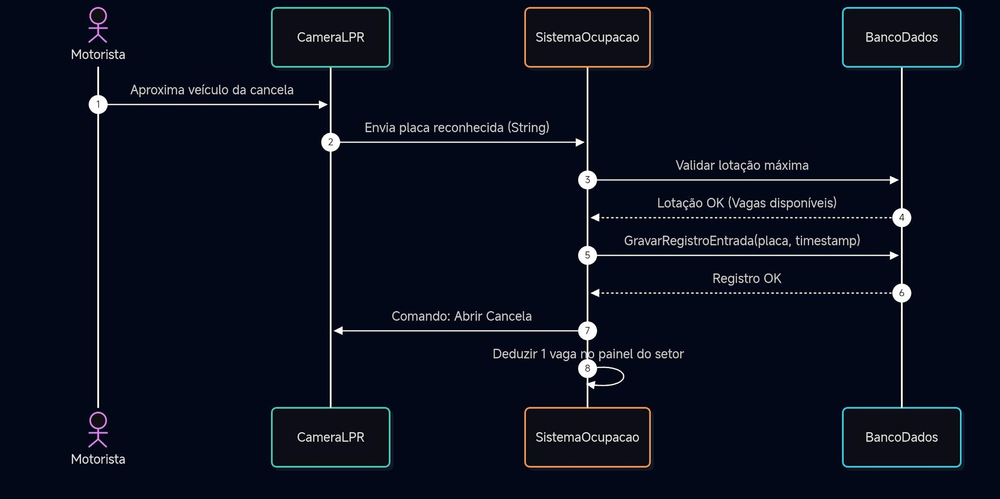 Motorista
CameraLPR
SistemaOcupacao
BancoDados
Aproxima veículo da cancela
1
Envia placa reconhecida (String)
2
Validar lotação máxima
3
Lotação OK (Vagas disponíveis)
4
GravarRegistroEntrada(placa, timestamp)
5
Registro OK
6
Comando: Abrir Cancela
7
Deduzir 1 vaga no painel do setor
8
Motorista
CameraLPR
SistemaOcupacao
BancoDados